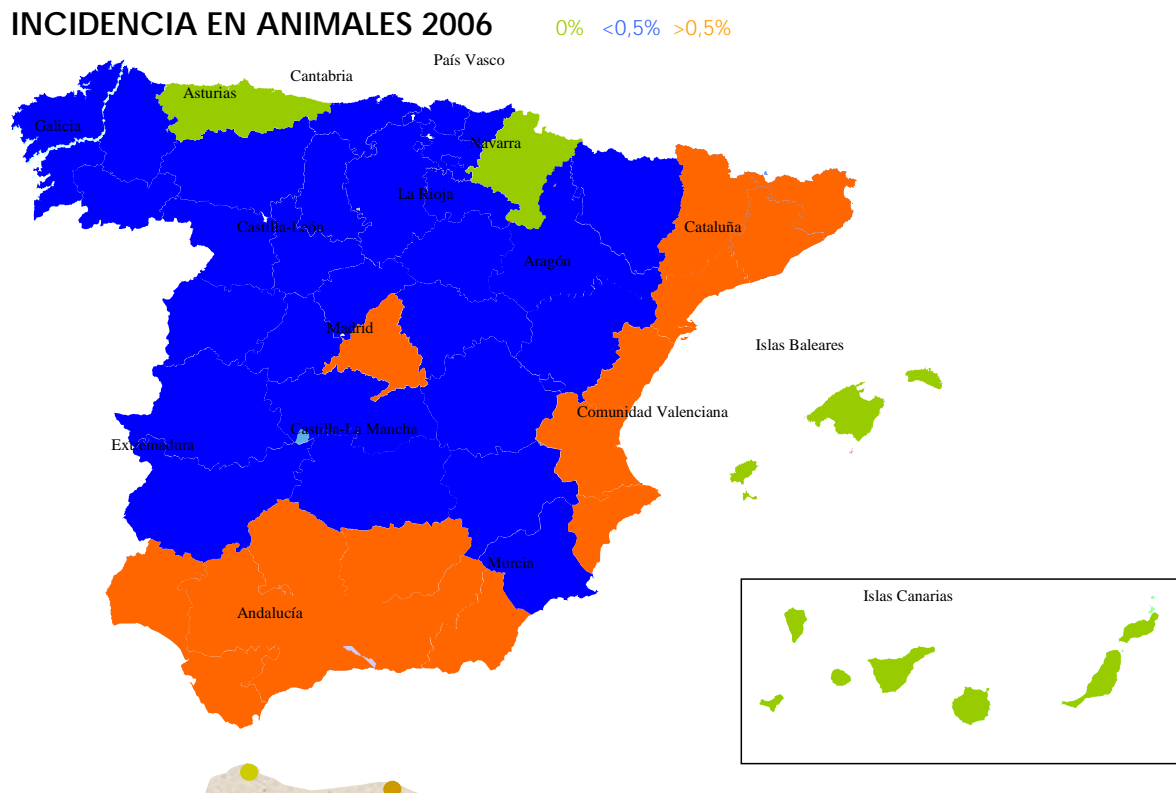 INCIDENCIA EN ANIMALES 2006 0% <0,5% >0,5%
País Vasco
Cantabria
Asturias
Galicia
Navarra
La Rioja
Castilla-León
Cataluña
Aragón
Madrid
Islas Baleares
Comunidad Valenciana
Castilla-La Mancha
Extremadura
Murcia
Islas Canarias
Andalucía